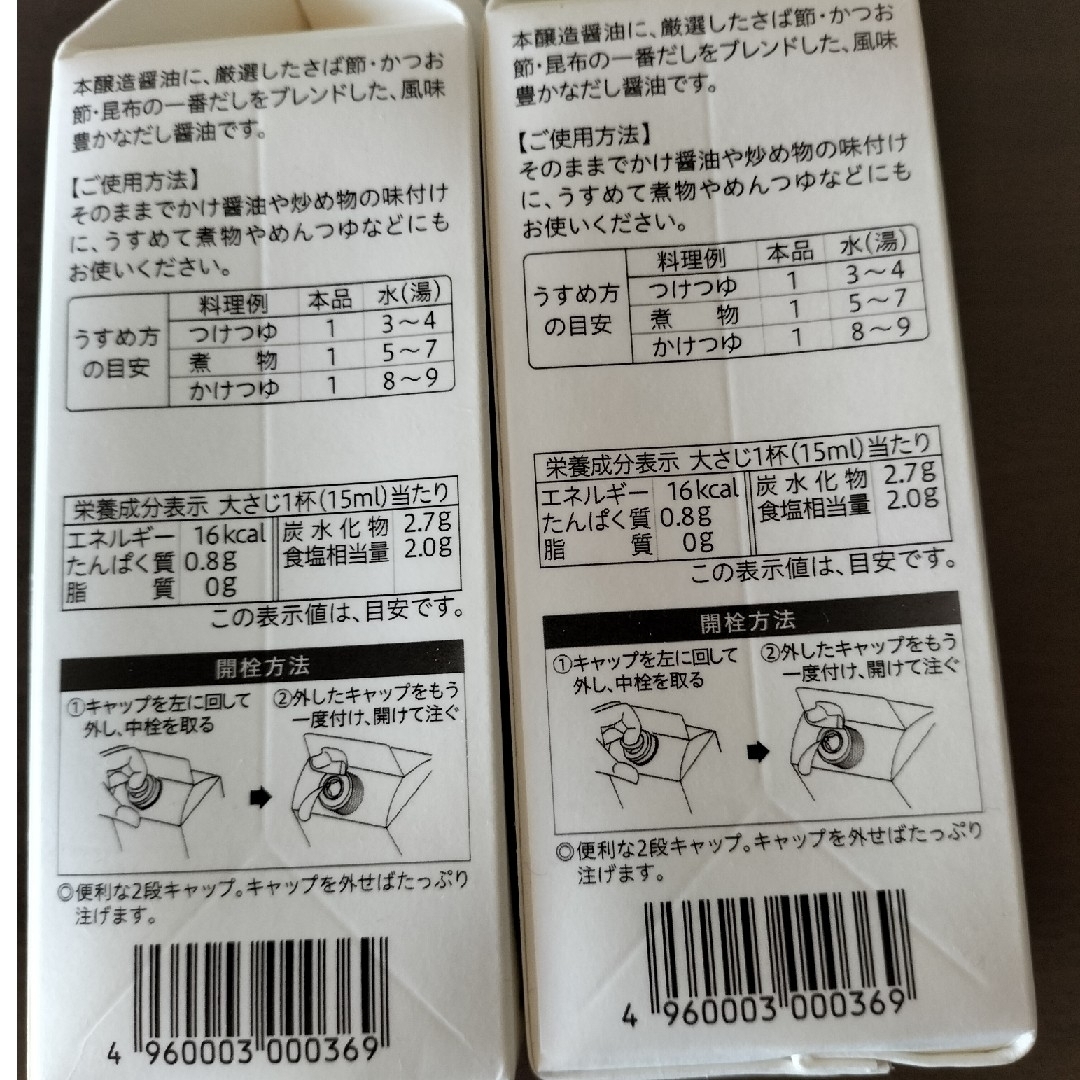 本醸造醤油に、厳選したさば節・かつお
節・昆布の一番だしをブレンドした、風味
豊かなだし醤油です。
【ご使用方法】
そのままでかけ醤油や炒め物の味付け
に、うすめて煮物やめんつゆなどにも
お使いください。
うすめ方の目安 料理例 本品 水(湯)
つけつゆ 1 3〜4
煮物 1 5〜7
かけつゆ 1 8〜9
栄養成分表示 大さじ1杯(15ml)当たり
エネルギー 16kcal 炭水化物 2.7g
たんぱく質 0.8g 食塩相当量 2.0g
脂質 0g
この表示値は、目安です。
開栓方法
①キャップを左に回して
外し、中栓を取る
②外したキャップをもう
一度付け、開けて注ぐ
◎便利な2段キャップ。キャップを外せばたっぷり
注げます。
4 960003 000369
本醸造醤油に、厳選したさば節・かつお
節・昆布の一番だしをブレンドした、風味
豊かなだし醤油です。
【ご使用方法】
そのままでかけ醤油や炒め物の味付け
に、うすめて煮物やめんつゆなどにも
お使いください。
うすめ方の目安 料理例 本品 水(湯)
つけつゆ 1 3〜4
煮物 1 5〜7
かけつゆ 1 8〜9
栄養成分表示 大さじ1杯(15ml)当たり
エネルギー 16kcal 炭水化物 2.7g
たんぱく質 0.8g 食塩相当量 2.0g
脂質 0g
この表示値は、目安です。
開栓方法
①キャップを左に回して
外し、中栓を取る
②外したキャップをもう
一度付け、開けて注ぐ
◎便利な2段キャップ。キャップを外せばたっぷり
注げます。
4 960003 000369